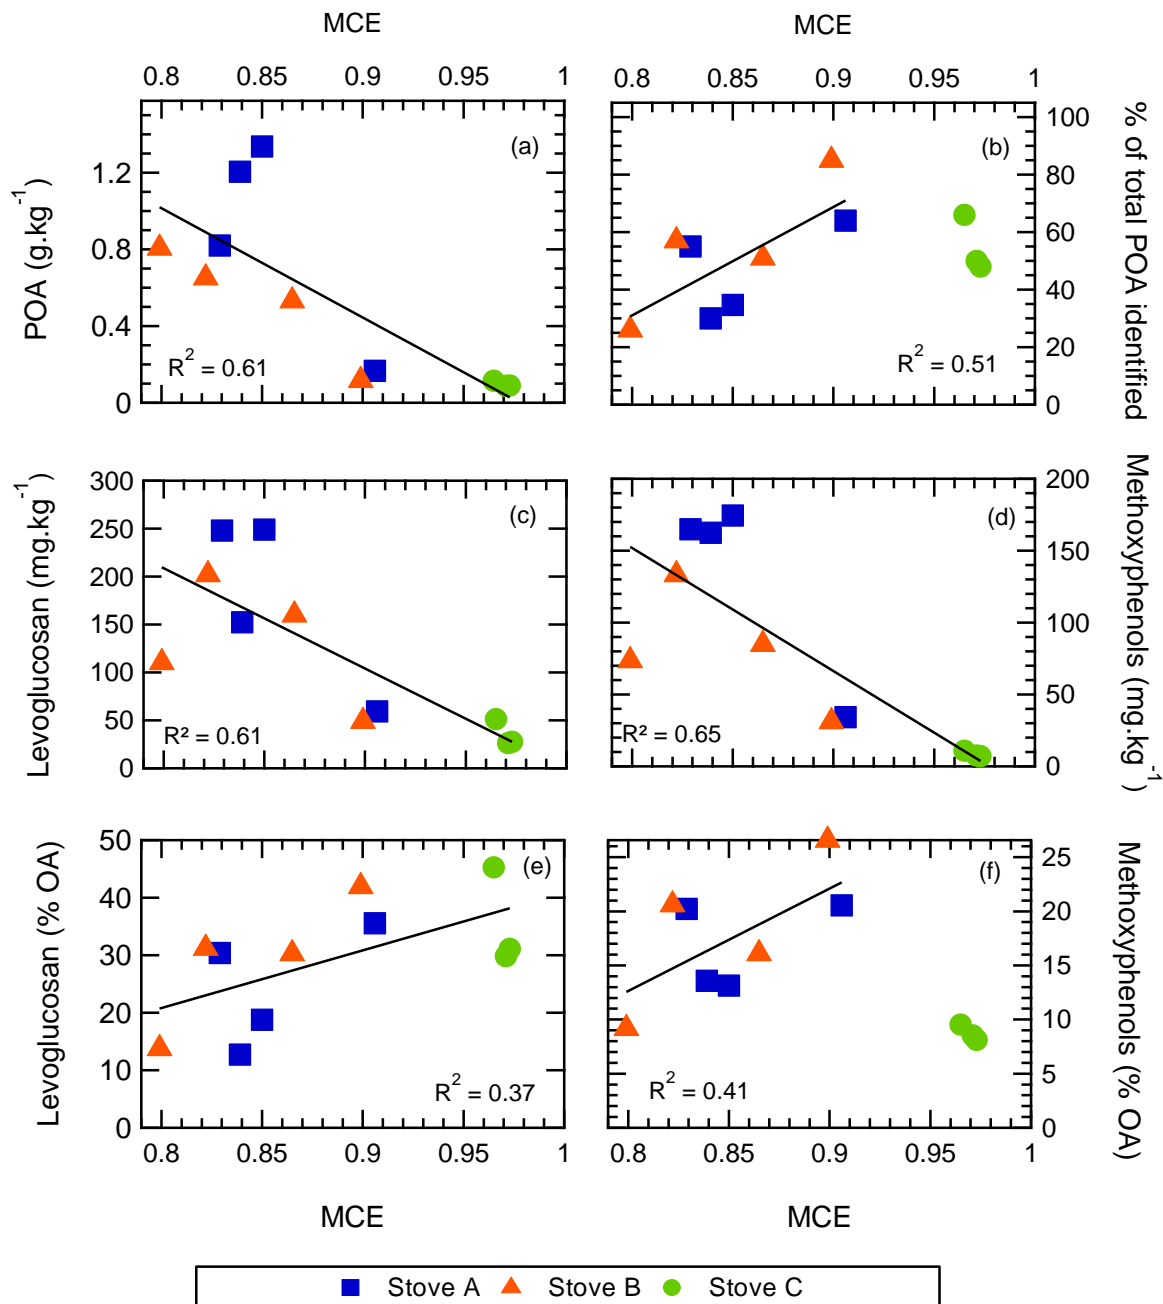 MCE
MCE
0.8 0.85 0.9 0.95 1
0.8 0.85 0.9 0.95 1
POA (g.kg⁻¹)
1.2
0.8
0.4
0
(a)
R² = 0.61
(b)
R² = 0.51
100
80
60
40
20
0
% of total POA identified
Levoglucosan (mg.kg⁻¹)
300
250
200
150
100
50
0
(c)
R² = 0.61
(d)
R² = 0.65
200
150
100
50
0
Methoxyphenols (mg.kg⁻¹)
Levoglucosan (% OA)
50
40
30
20
10
0
(e)
R² = 0.37
(f)
R² = 0.41
25
20
15
10
5
0
Methoxyphenols (% OA)
0.8 0.85 0.9 0.95 1
0.8 0.85 0.9 0.95 1
MCE
MCE
Stove A Stove B Stove C